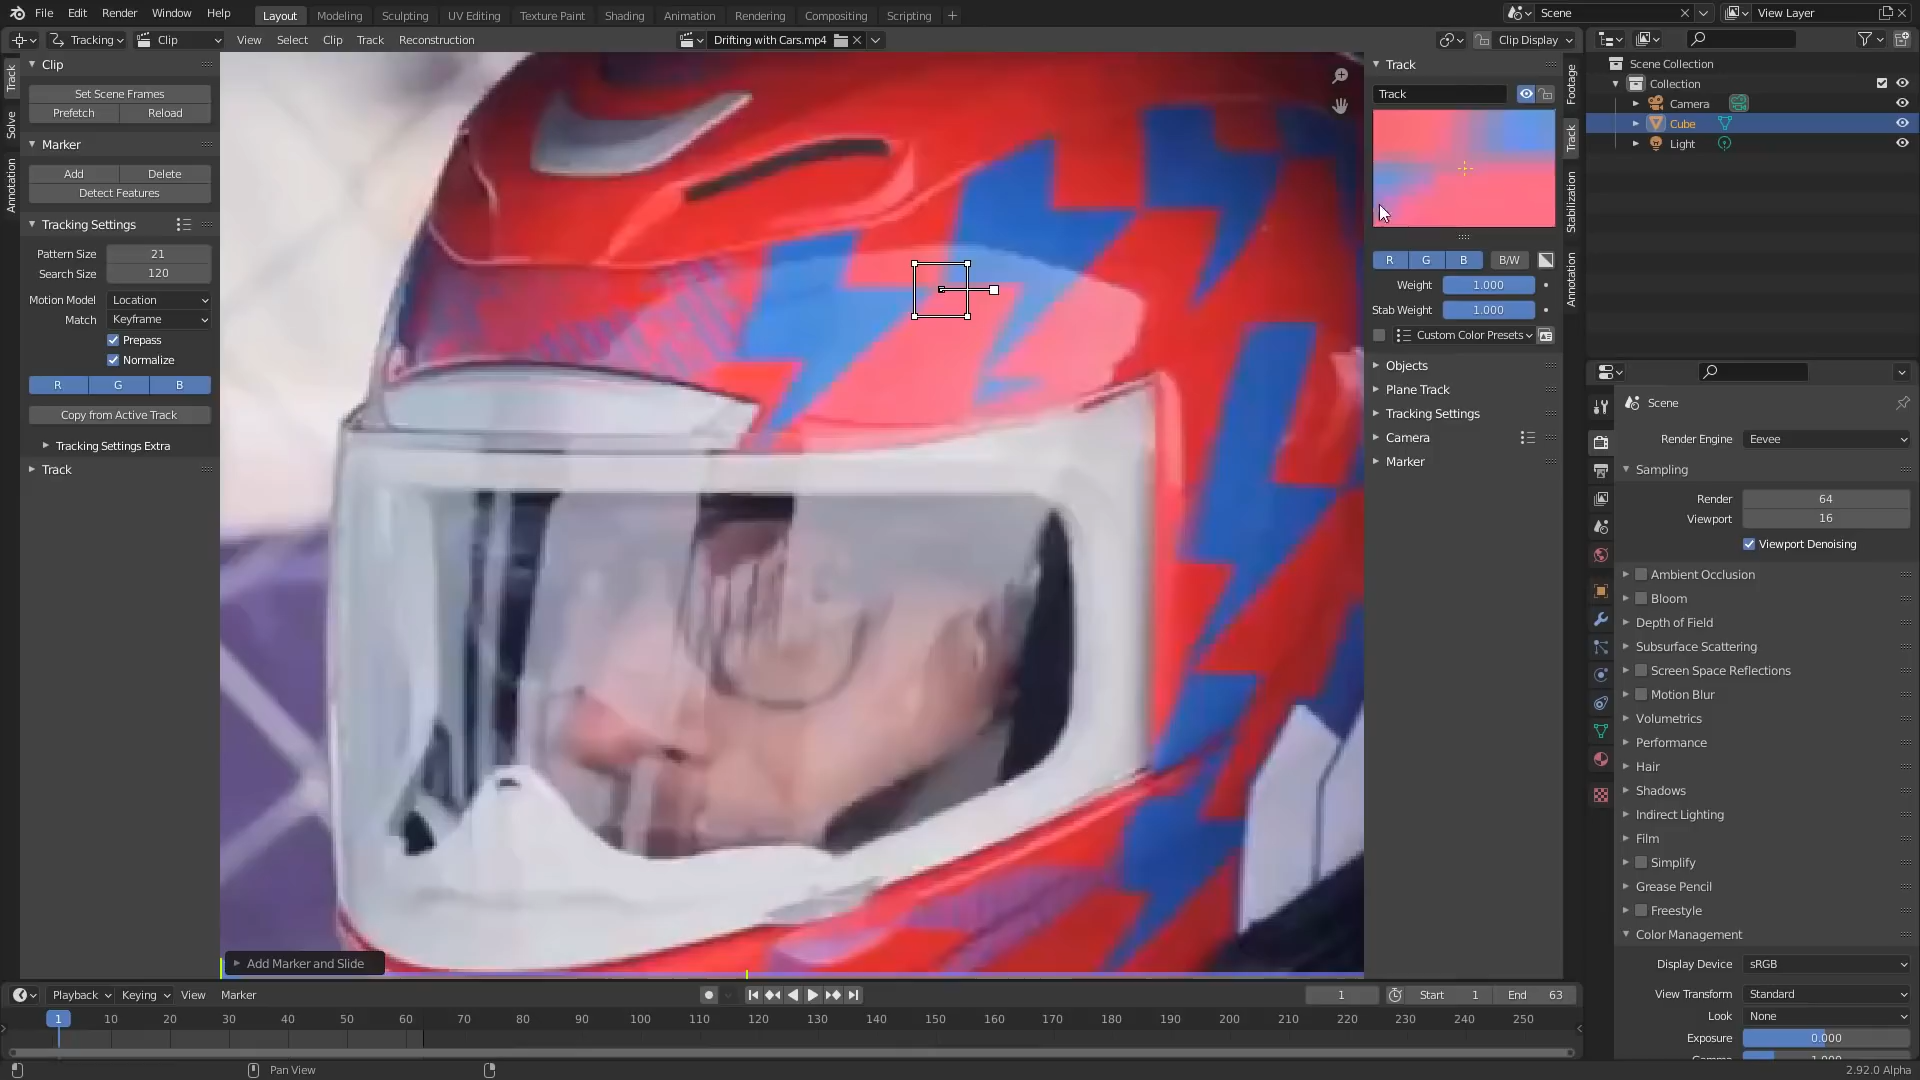 File Edit Render Window Help Layout Modeling Sculpting UV Editing Texture Paint Shading Animation Rendering Compositing Scripting + Scene View Layer
Tracking Clip View Select Clip Track Reconstruction Drifting with Cars.mp4 Clip Display
Clip
Set Scene Frames
Prefetch Reload
Marker
Add Delete
Detect Features
Tracking Settings
Pattern Size 21
Search Size 120
Motion Model Location
Match Keyframe
Prepass
Normalize
R G B
Copy from Active Track
Tracking Settings Extra
Track
Track
Solve
Annotation
Add Marker and Slide
Track
Track
R G B B/W
Weight 1.000
Stab Weight 1.000
Custom Color Presets
Objects
Plane Track
Tracking Settings
Camera
Marker
Footage
Track
Stabilization
Annotation
Scene Collection
Collection
Camera
Cube
Light
Scene
Render Engine Eevee
Sampling
Render 64
Viewport 16
Viewport Denoising
Ambient Occlusion
Bloom
Depth of Field
Subsurface Scattering
Screen Space Reflections
Motion Blur
Volumetrics
Performance
Hair
Shadows
Indirect Lighting
Film
Simplify
Grease Pencil
Freestyle
Color Management
Display Device sRGB
View Transform Standard
Look None
Exposure 0.000
Gamma 1.000
Playback Keying View Marker 1 Start 1 End 63
1 10 20 30 40 50 60 70 80 90 100 110 120 130 140 150 160 170 180 190 200 210 220 230 240 250
Pan View 2.92.0 Alpha